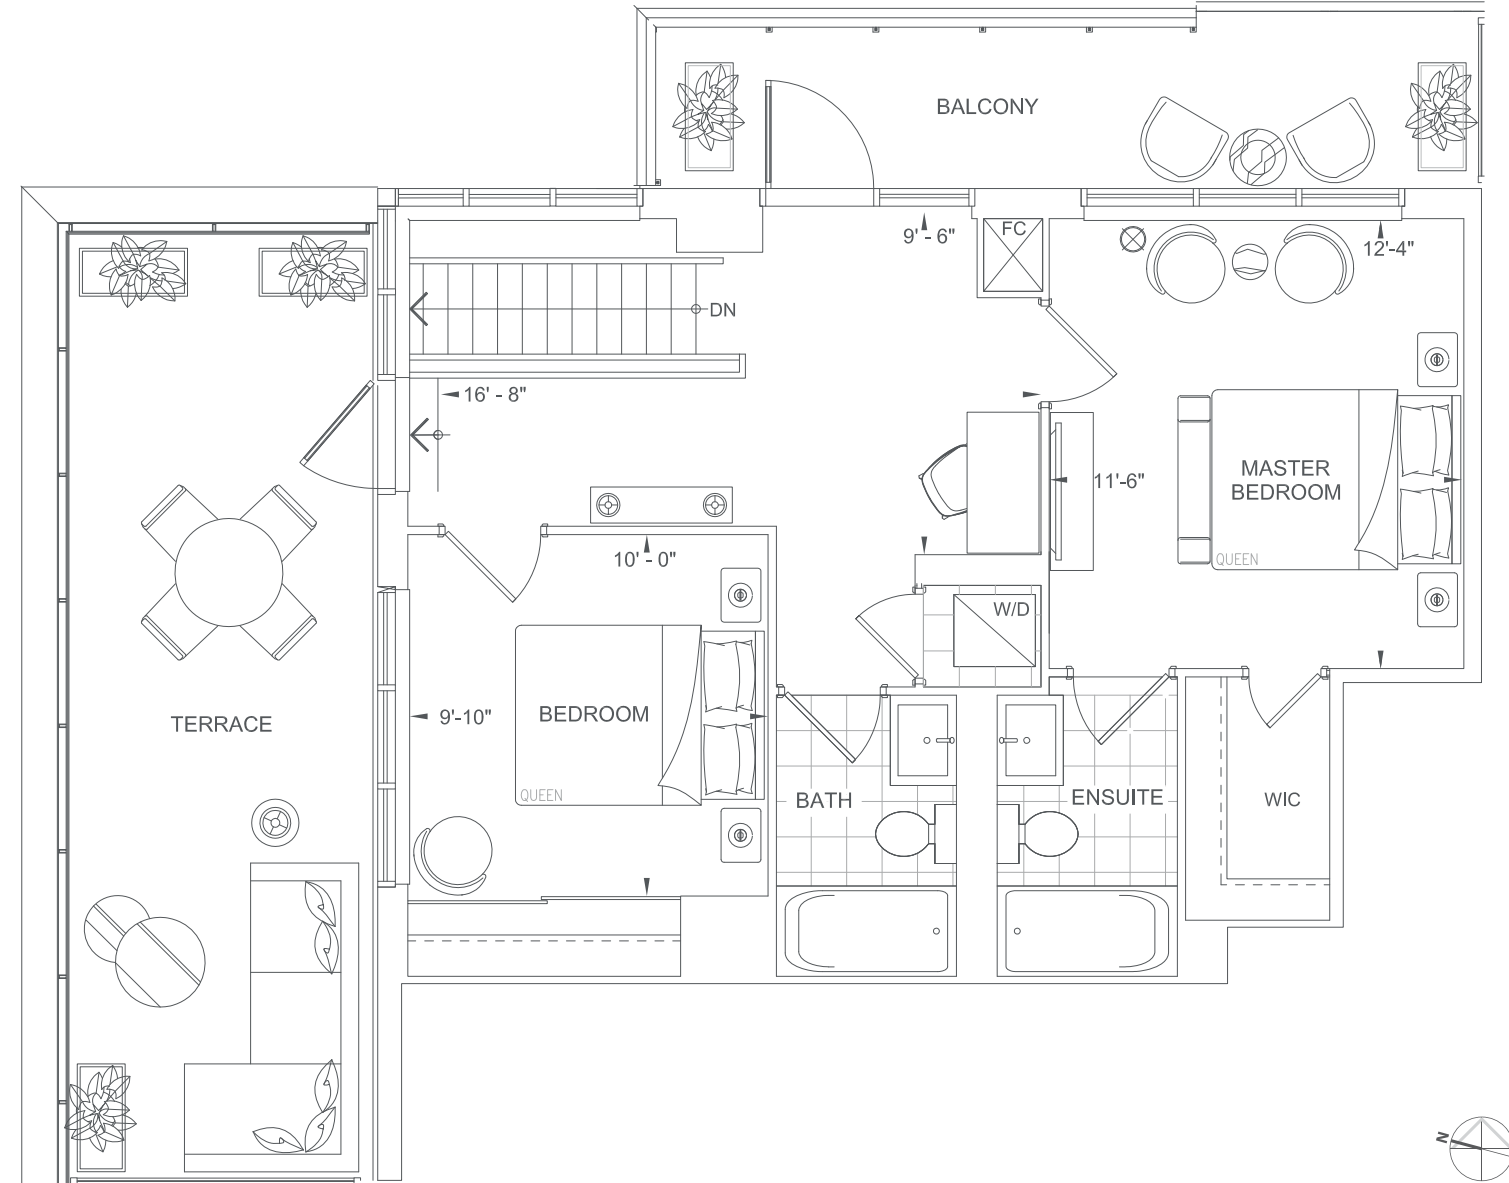 BALCONY
9' - 6"
FC
12'-4"
DN
16' - 8"
MASTER
BEDROOM
11'-6"
QUEEN
10' - 0"
W/D
TERRACE
9'-10"
BEDROOM
QUEEN
BATH
ENSUITE
WIC
N